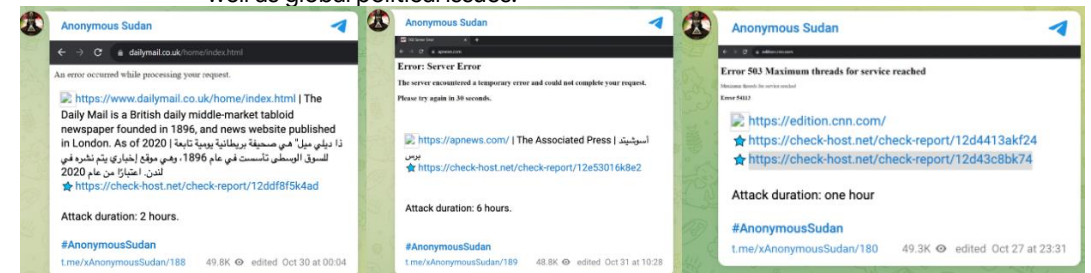 well as global political issues.
Anonymous Sudan
dailymail.co.uk/home/index.html
An error occurred while processing your request.
https://www.dailymail.co.uk/home/index.html | The
Daily Mail is a British daily middle-market tabloid
newspaper founded in 1896, and news website published
in London. As of 2020 | ذا ديلي ميل" هي صحيفة بريطانية يومية تابعة
للسوق الوسطى تأسست في عام 1896، وهي موقع إخباري يتم نشره في
لندن. اعتبارًا من عام 2020
https://check-host.net/check-report/12ddf8f5k4ad
Attack duration: 2 hours.
#AnonymousSudan
t.me/xAnonymousSudan/188 49.8K edited Oct 30 at 00:04
Anonymous Sudan
apnews.com
Error: Server Error
The server encountered a temporary error and could not complete your request.
Please try again in 30 seconds.
https://apnews.com/ | The Associated Press | أسوشيتد
برس
https://check-host.net/check-report/12e53016k8e2
Attack duration: 6 hours.
#AnonymousSudan
t.me/xAnonymousSudan/189 48.8K edited Oct 31 at 10:28
Anonymous Sudan
edition.cnn.com
Error 503 Maximum threads for service reached
Maximum threads for service reached
Error 54113
https://edition.cnn.com/
https://check-host.net/check-report/12d4413akf24
https://check-host.net/check-report/12d43c8bk74
Attack duration: one hour
#AnonymousSudan
t.me/xAnonymousSudan/180 49.3K edited Oct 27 at 23:31